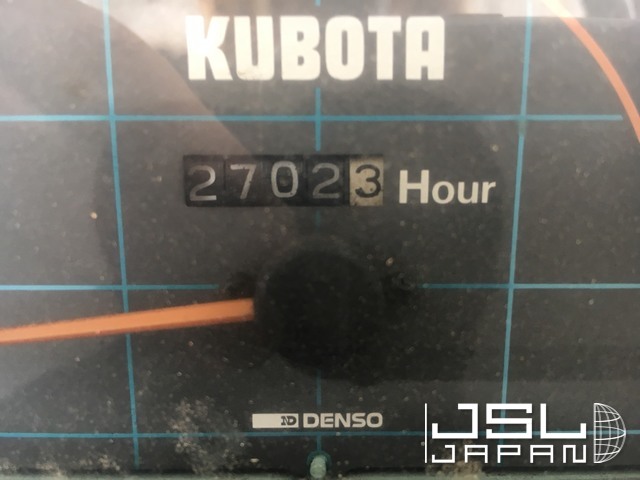 KUBOTA
27023 Hour
DENSO
JSL
JAPAN